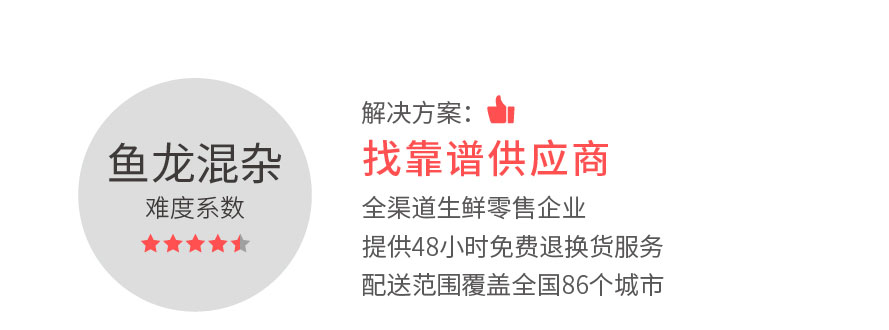 鱼龙混杂
难度系数
解决方案：
找靠谱供应商
全渠道生鲜零售企业
提供48小时免费退换货服务
配送范围覆盖全国86个城市